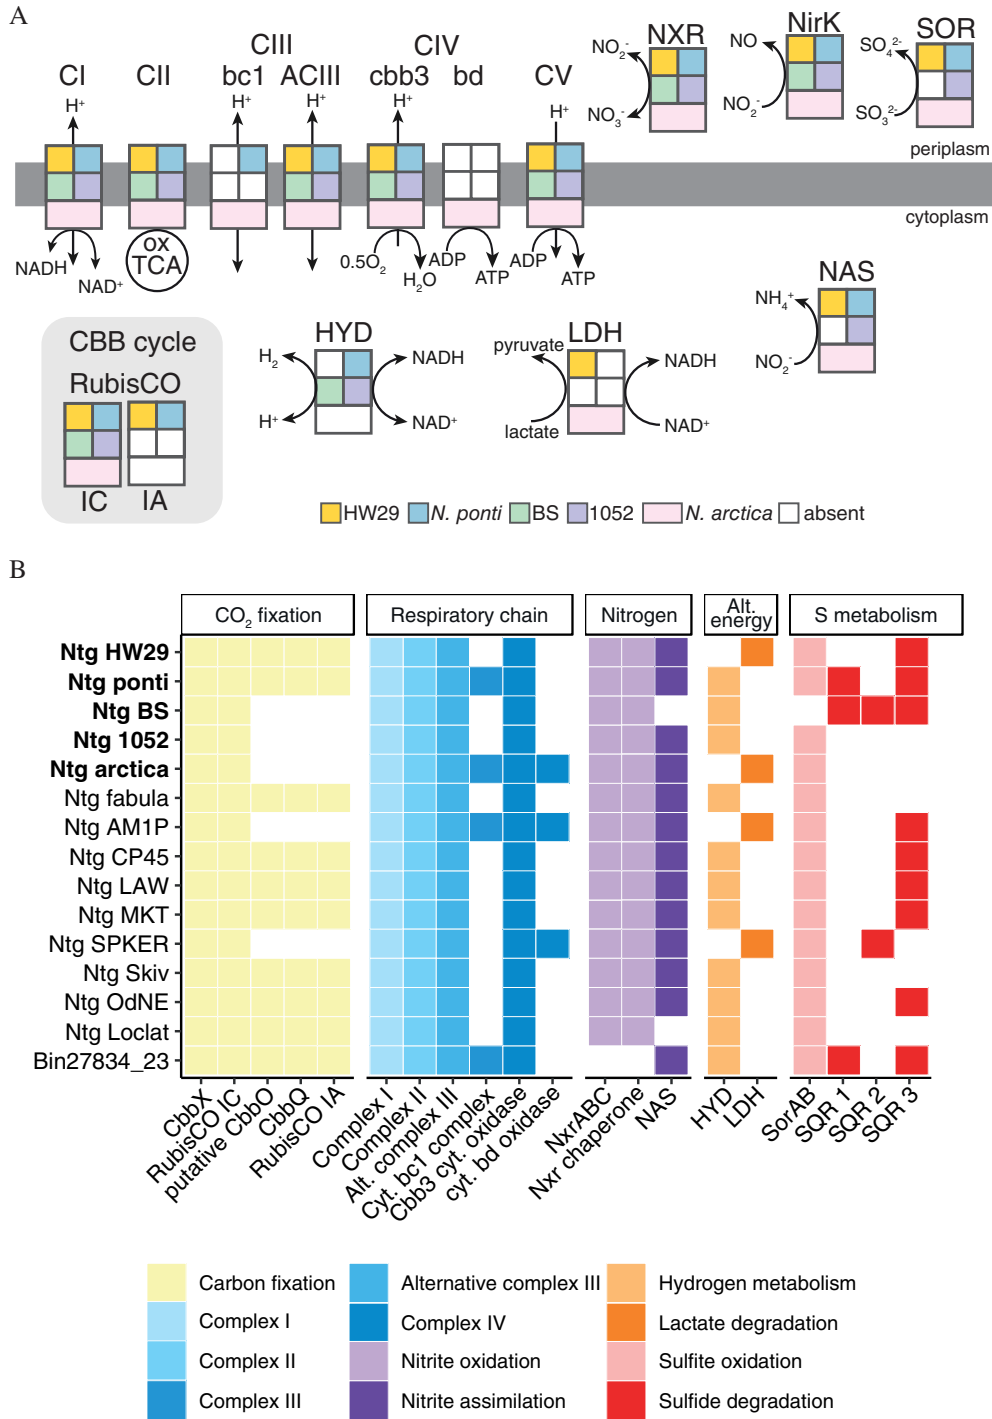 A
CI
CII
CIII
bc1
ACIII
CIV
cbb3
bd
CV
NXR
NirK
SOR
H⁺
H⁺
H⁺
H⁺
H⁺
NO₂⁻
NO₃⁻
NO
NO₂⁻
SO₄²⁻
SO₃²⁻
periplasm
cytoplasm
NADH
NAD⁺
OX
TCA
0.5O₂
H₂O
ADP
ATP
ADP
ATP
NAS
NH₄⁺
NO₂⁻
CBB cycle
RubisCO
IC
IA
HYD
H₂
H⁺
NADH
NAD⁺
LDH
pyruvate
lactate
NADH
NAD⁺
HW29 N. ponti BS 1052 N. arctica absent
B
CO₂ fixation
Respiratory chain
Nitrogen
Alt.
energy
S metabolism
Ntg HW29
Ntg ponti
Ntg BS
Ntg 1052
Ntg arctica
Ntg fabula
Ntg AM1P
Ntg CP45
Ntg LAW
Ntg MKT
Ntg SPKER
Ntg Skiv
Ntg OdNE
Ntg Loclat
Bin27834_23
CbbX
RubisCO IC
putative CbbO
CbbQ
RubisCO IA
Complex I
Complex II
Alt. complex III
Cyt. bc1 complex
Cbb3 cyt. oxidase
cyt. bd oxidase
NxrABC
Nxr chaperone
NAS
HYD
LDH
SorAB
SQR 1
SQR 2
SQR 3
Carbon fixation
Complex I
Complex II
Complex III
Alternative complex III
Complex IV
Nitrite oxidation
Nitrite assimilation
Hydrogen metabolism
Lactate degradation
Sulfite oxidation
Sulfide degradation